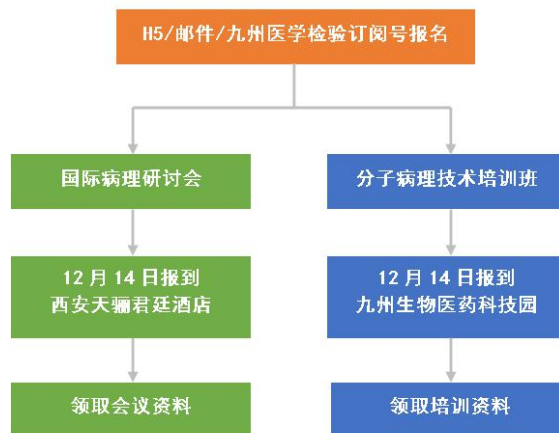 H5/邮件/九州医学检验订阅号报名
国际病理研讨会
分子病理技术培训班
12月14日报到
西安天骊君廷酒店
12月14日报到
九州生物医药科技园
领取会议资料
领取培训资料